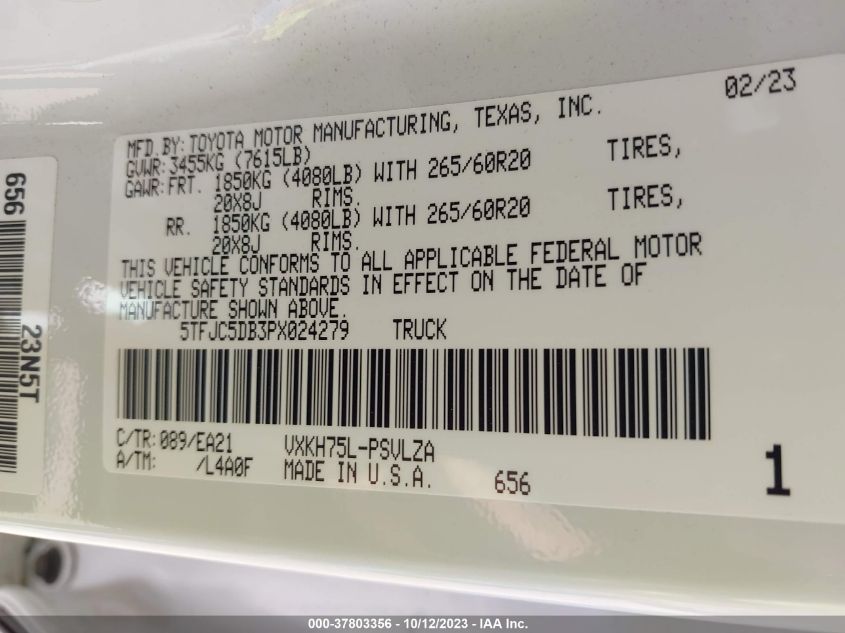 02/23
MFD.BY:TOYOTA MOTOR MANUFACTURING, TEXAS, INC.
GVWR:3455KG (7615LB)
GAWR:FRT. 1850KG (4080LB) WITH 265/60R20 TIRES,
20X8J RIMS.
RR. 1850KG (4080LB) WITH 265/60R20 TIRES,
20X8J RIMS.
THIS VEHICLE CONFORMS TO ALL APPLICABLE FEDERAL MOTOR
VEHICLE SAFETY STANDARDS IN EFFECT ON THE DATE OF
MANUFACTURE SHOWN ABOVE.
5TFJC5DB3PX024279 TRUCK
C/TR:089/EA21 VXKH75L-PSVLZA
A/TM: /L4A0F MADE IN U.S.A. 656 1
656
23N5T
000-37803356 - 10/12/2023 - IAA Inc.